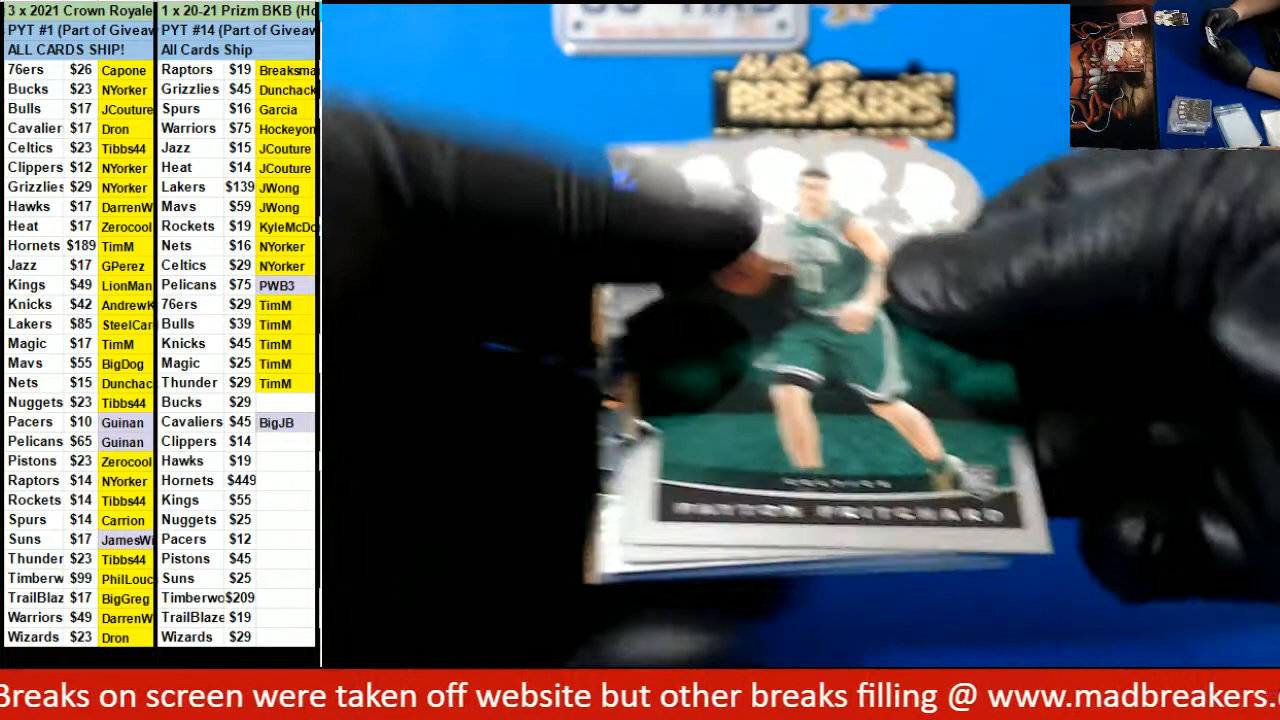 3 x 2021 Crown Royale
PYT #1 (Part of Giveaw
ALL CARDS SHIP!
76ers $26 Capone
Bucks $23 NYorker
Bulls $17 JCouture
Cavalier $17 Dron
Celtics $23 Tibbs44
Clippers $12 NYorker
Grizzlies $29 NYorker
Hawks $17 DarrenW
Heat $17 Zerocool
Hornets $189 TimM
Jazz $17 GPerez
Kings $49 LionMan
Knicks $42 AndrewK
Lakers $85 SteelCar
Magic $17 TimM
Mavs $55 BigDog
Nets $15 Dunchac
Nuggets $23 Tibbs44
Pacers $10 Guinan
Pelicans $65 Guinan
Pistons $23 Zerocool
Raptors $14 NYorker
Rockets $14 Tibbs44
Spurs $14 Carrion
Suns $17 JamesWi
Thunder $23 Tibbs44
Timberw $99 PhilLouc
TrailBlaz $17 BigGreg
Warriors $49 DarrenW
Wizards $23 Dron
1 x 20-21 Prizm BKB (Ho
PYT #14 (Part of Giveaw
All Cards Ship
Raptors $19 Breaksma
Grizzlies $45 Dunchack
Spurs $16 Garcia
Warriors $75 Hockeyon
Jazz $15 JCouture
Heat $14 JCouture
Lakers $139 JWong
Mavs $59 JWong
Rockets $19 KyleMcDo
Nets $16 NYorker
Celtics $29 NYorker
Pelicans $75 PWB3
76ers $29 TimM
Bulls $39 TimM
Knicks $45 TimM
Magic $25 TimM
Thunder $29 TimM
Bucks $29
Cavaliers $45 BigJB
Clippers $14
Hawks $19
Hornets $449
Kings $55
Nuggets $25
Pacers $12
Pistons $45
Suns $25
Timberwo $209
TrailBlaze $19
Wizards $29
MAD
BREAKERS
PAYTON PRITCHARD
Breaks on screen were taken off website but other breaks filling @ www.madbreakers.